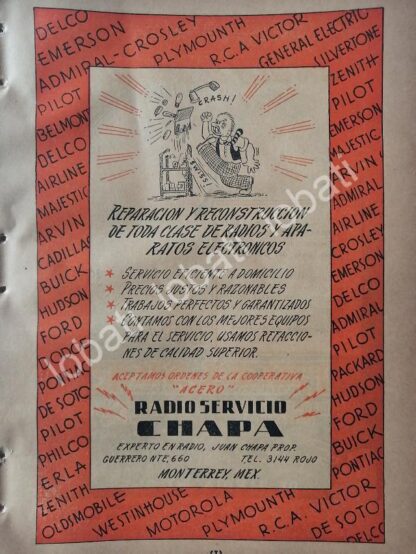 DELCO
EMERSON
ADMIRAL-CROSLEY
PLYMOUNTH
R.C.A VICTOR
GENERAL ELECTRIC
SILVERTONE
ZENITH
PILOT
EMERSON
MAJESTIC
ARVIN
ADMIRAL
AIRLINE
CROSLEY
EMERSON
DELCO
ADMIRAL
PILOT
PACKARD
HUDSON
FORD
BUICK
PONTIAC
PILOT
BELMONT
DELCO
AIRLINE
MAJESTIC
ARVIN
CADILLAC
BUICK
HUDSON
FORD
DE SOTO
PILOT
PHILCO
E.R.L.A
ZENITH
OLDSMOBILE
WESTINHOUSE
MOTOROLA
PLYMOUTH
R.C.A. VICTOR
DE SOTO
DELCO
CRASH!
REPARACION Y RECONSTRUCCION
DE TODA CLASE DE RADIOS Y APA-
RATOS ELECTRONICOS
★ SERVICIO EFICIENTE A DOMICILIO
★ PRECIOS JUSTOS Y RAZONABLES
★ TRABAJOS PERFECTOS Y GARANTIZADOS
★ CONTAMOS CON LOS MEJORES EQUIPOS
PARA EL SERVICIO, USAMOS REFACCIO-
NES DE CALIDAD SUPERIOR.
ACEPTAMOS ORDENES DE LA COOPERATIVA
"ACERO"
RADIO SERVICIO
CHAPA
EXPERTO EN RADIO, JUAN CHAPA PROP.
GUERRERO NTE. 660 TEL. 3144 ROJO
MONTERREY, MEX.